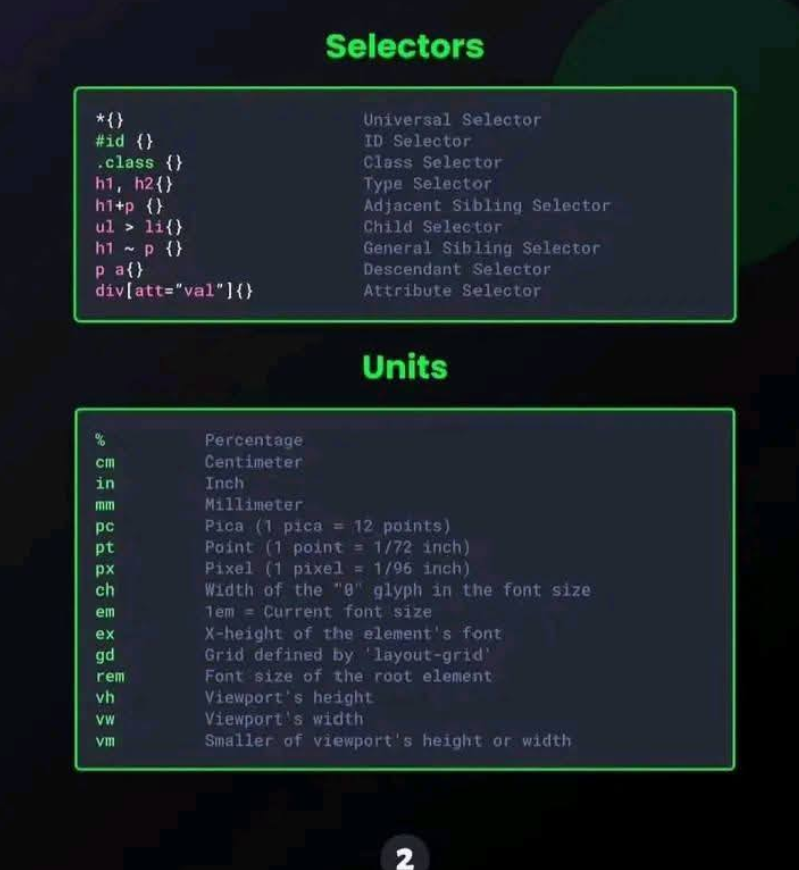 Selectors
*{} Universal Selector
#id {} ID Selector
.class {} Class Selector
h1, h2{} Type Selector
h1+p {} Adjacent Sibling Selector
ul > li{} Child Selector
h1 ~ p {} General Sibling Selector
p a{} Descendant Selector
div[att="val"]{} Attribute Selector
Units
% Percentage
cm Centimeter
in Inch
mm Millimeter
pc Pica (1 pica = 12 points)
pt Point (1 point = 1/72 inch)
px Pixel (1 pixel = 1/96 inch)
ch Width of the "0" glyph in the font size
em 1em = Current font size
ex X-height of the element's font
gd Grid defined by 'layout-grid'
rem Font size of the root element
vh Viewport's height
vw Viewport's width
vm Smaller of viewport's height or width
2